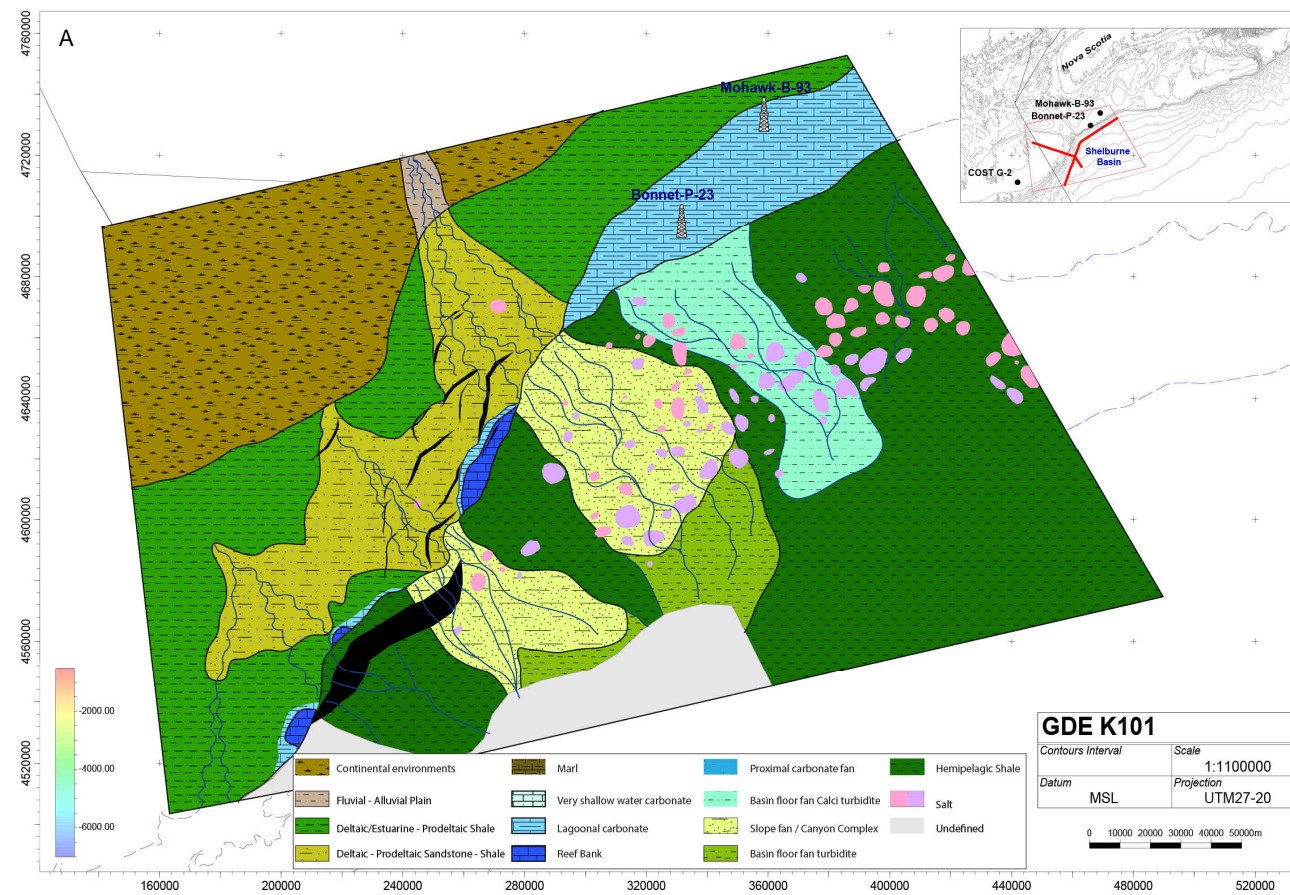 A
4760000
4720000
4680000
4640000
4600000
4560000
4520000
Mohawk-B-93
Bonnet-P-23
Nova Scotia
Mohawk-B-93
Bonnet-P-23
Shelburne
Basin
COST G-2
-2000.00
-4000.00
-6000.00
GDE K101
Contours Interval
Scale
1:1100000
Datum
MSL
Projection
UTM27-20
0 10000 20000 30000 40000 50000m
Continental environments
Fluvial - Alluvial Plain
Deltaic/Estuarine - Prodeltaic Shale
Deltaic - Prodeltaic Sandstone - Shale
Marl
Very shallow water carbonate
Lagoonal carbonate
Reef Bank
Proximal carbonate fan
Basin floor fan Calci turbidite
Slope fan / Canyon Complex
Basin floor fan turbidite
Hemipelagic Shale
Salt
Undefined
160000 200000 240000 280000 320000 360000 400000 440000 480000 520000